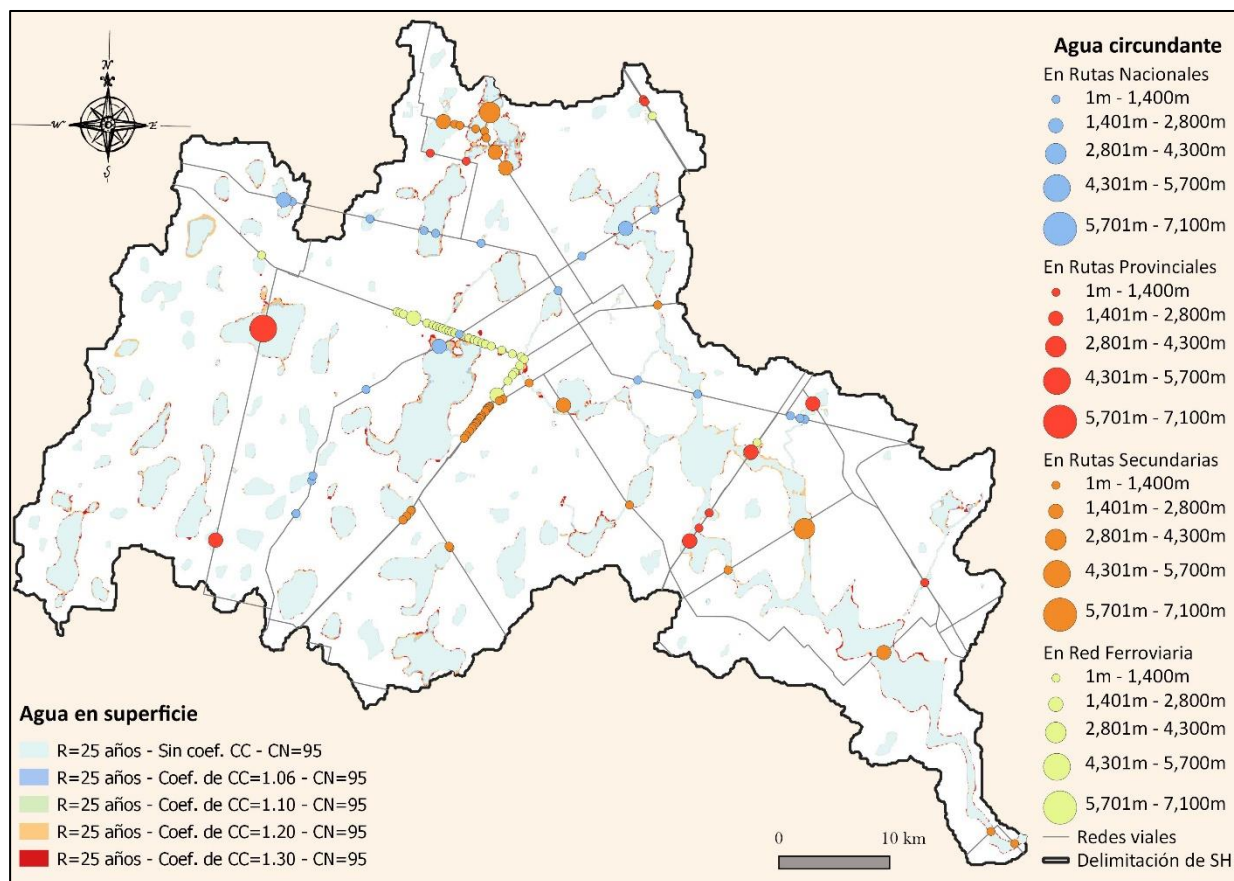 Agua circundante
En Rutas Nacionales
1m - 1,400m
1,401m - 2,800m
2,801m - 4,300m
4,301m - 5,700m
5,701m - 7,100m
En Rutas Provinciales
1m - 1,400m
1,401m - 2,800m
2,801m - 4,300m
4,301m - 5,700m
5,701m - 7,100m
En Rutas Secundarias
1m - 1,400m
1,401m - 2,800m
2,801m - 4,300m
4,301m - 5,700m
5,701m - 7,100m
En Red Ferroviaria
1m - 1,400m
1,401m - 2,800m
2,801m - 4,300m
4,301m - 5,700m
5,701m - 7,100m
Redes viales
Delimitación de SH
N
W E
S
Agua en superficie
R=25 años - Sin coef. CC - CN=95
R=25 años - Coef. de CC=1.06 - CN=95
R=25 años - Coef. de CC=1.10 - CN=95
R=25 años - Coef. de CC=1.20 - CN=95
R=25 años - Coef. de CC=1.30 - CN=95
0 10 km